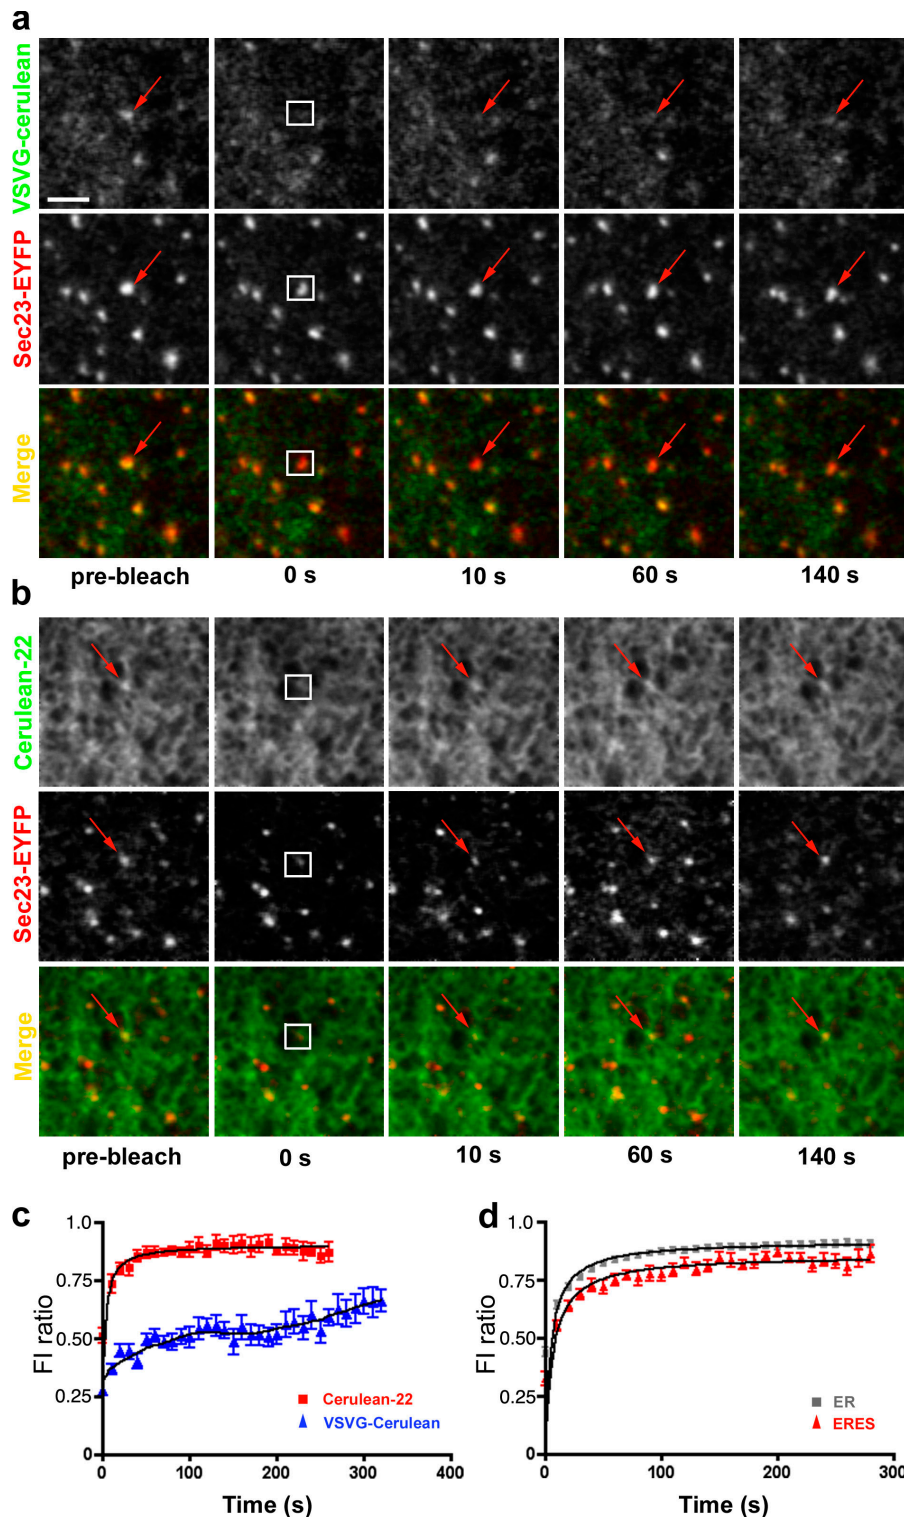 a
VSVG-cerulean
Sec23-EYFP
Merge
pre-bleach 0 s 10 s 60 s 140 s
b
Cerulean-22
Sec23-EYFP
Merge
pre-bleach 0 s 10 s 60 s 140 s
c
FI ratio
1.0
0.75
0.50
0.25
0
0 100 200 300 400
Time (s)
Cerulean-22
VSVG-Cerulean
d
FI ratio
1.0
0.75
0.50
0.25
0
0 100 200 300
Time (s)
ER
ERES